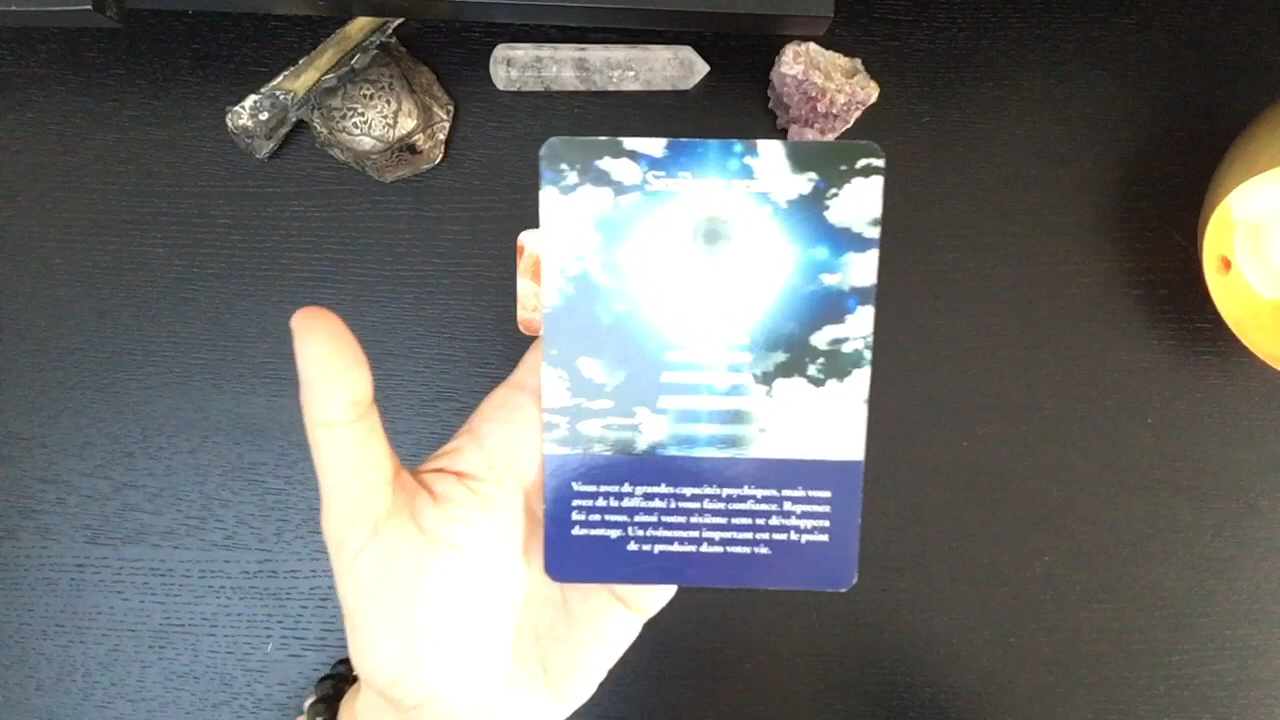 Vous avez de grandes capacités psychiques, mais vous
avez de la difficulté à vous faire confiance. Reprenez
foi en vous, ainsi votre sixième sens se développera
davantage. Un événement important est sur le point
de se produire dans votre vie.